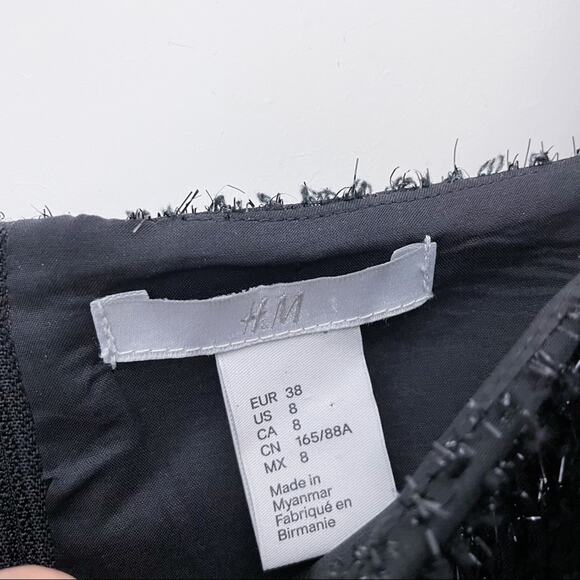 H&M
EUR 38
US 8
CA 8
CN 165/88A
MX 8
Made in
Myanmar
Fabriqué en
Birmanie